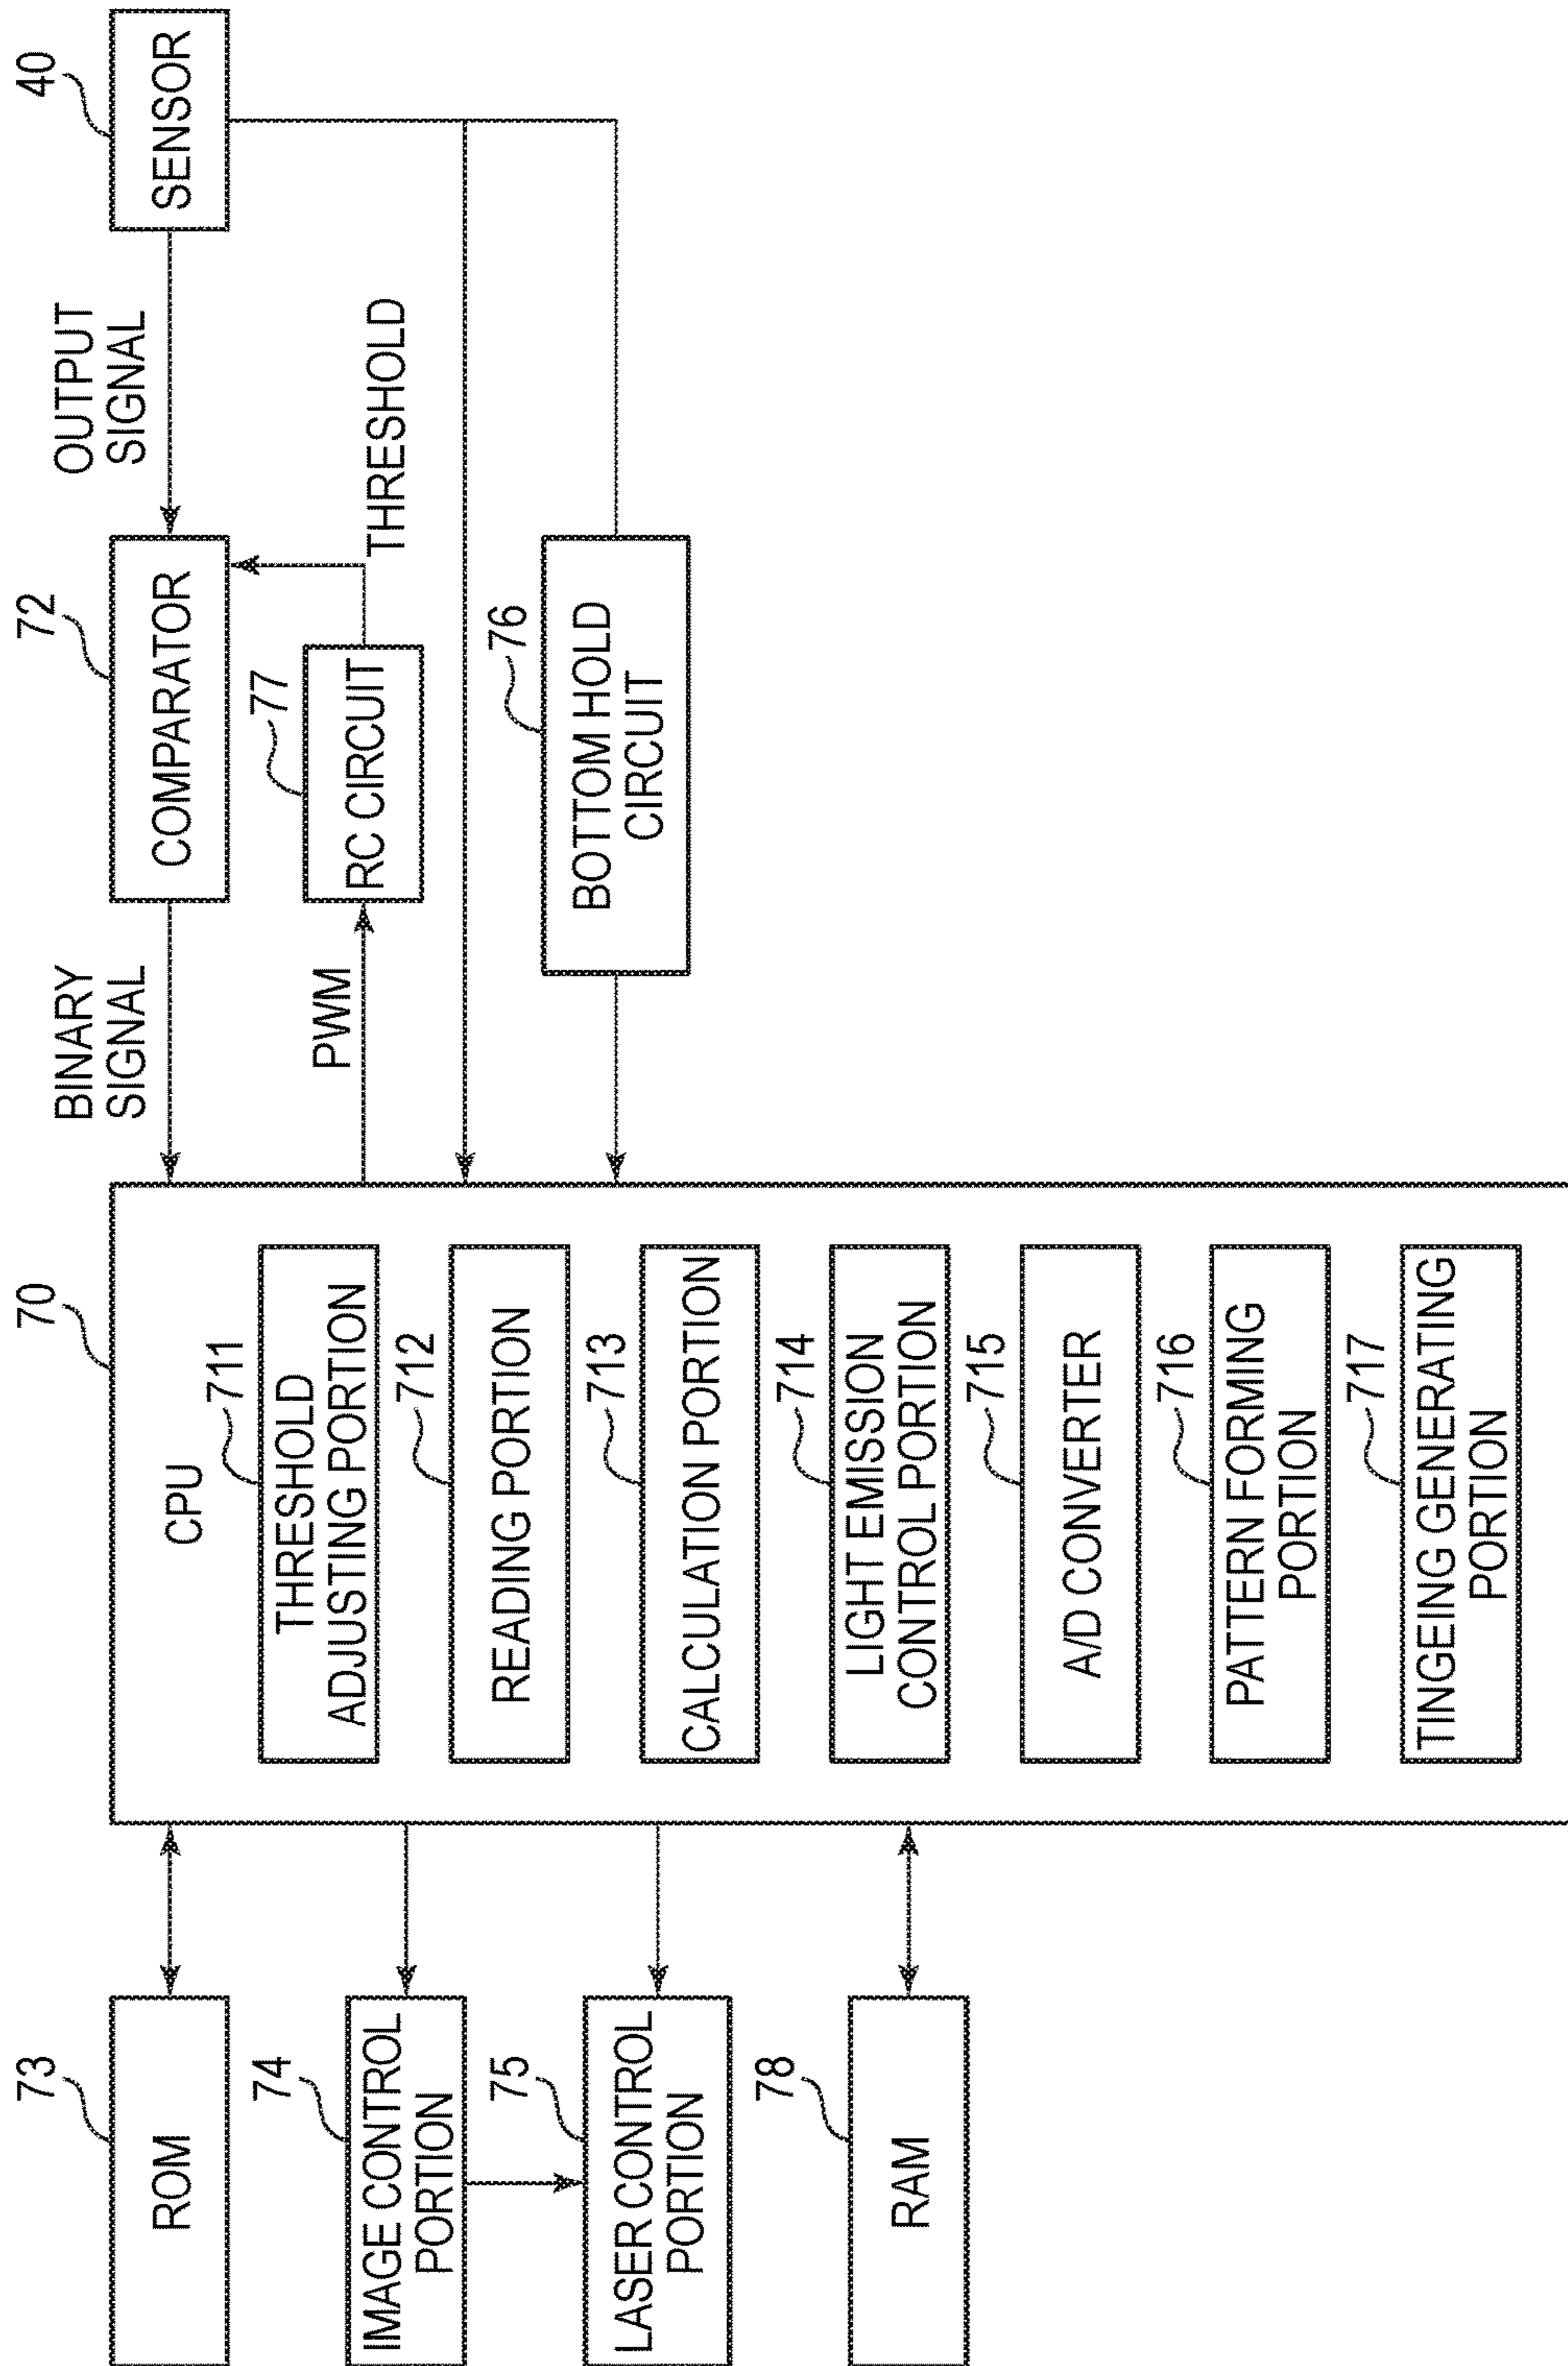 73
ROM
74
IMAGE CONTROL
PORTION
75
LASER CONTROL
PORTION
78
RAM
70
CPU
711
THRESHOLD
ADJUSTING PORTION
712
READING PORTION
713
CALCULATION PORTION
714
LIGHT EMISSION
CONTROL PORTION
715
A/D CONVERTER
716
PATTERN FORMING
PORTION
717
TINGEING GENERATING
PORTION
BINARY
SIGNAL
PWM
72
COMPARATOR
77
RC CIRCUIT
76
BOTTOM HOLD
CIRCUIT
OUTPUT
SIGNAL
THRESHOLD
40
SENSOR